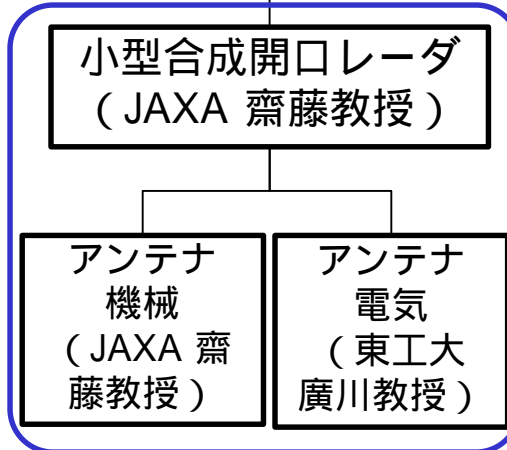 小型合成開口レーダ
（JAXA 齋藤教授）
アンテナ
機械
（JAXA 齋
藤教授）
アンテナ
電気
（東工大
廣川教授）